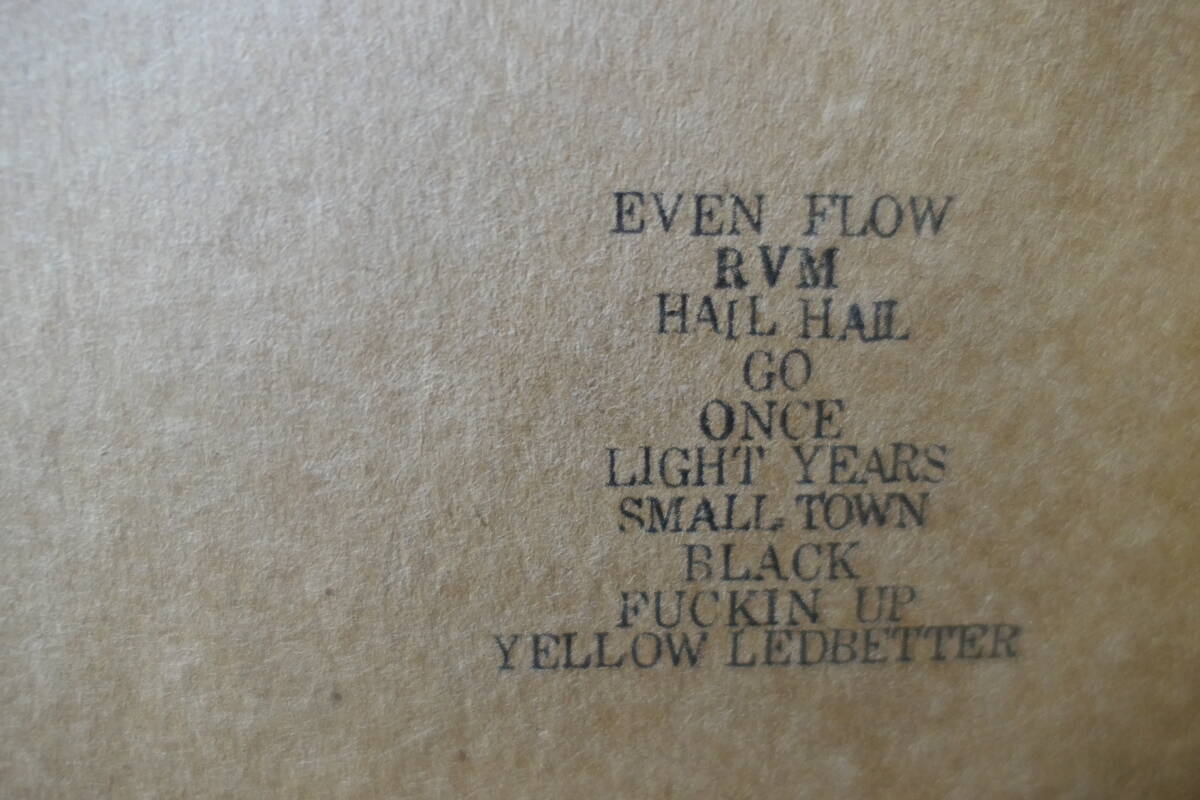 EVEN FLOW
RVM
HAIL HAIL
GO
ONCE
LIGHT YEARS
SMALL TOWN
BLACK
FUCKIN UP
YELLOW LEDBETTER